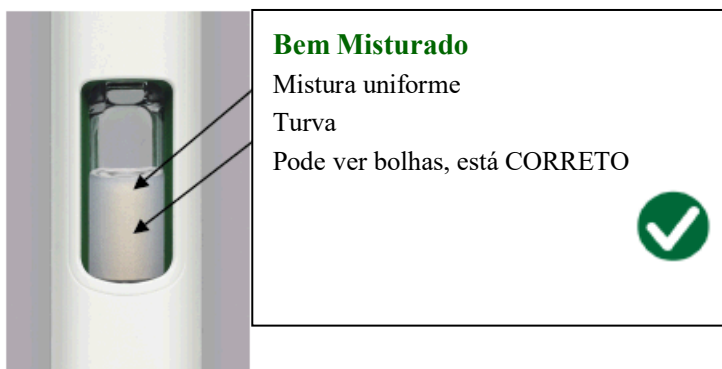 Bem Misturado
Mistura uniforme
Turva
Pode ver bolhas, está CORRETO